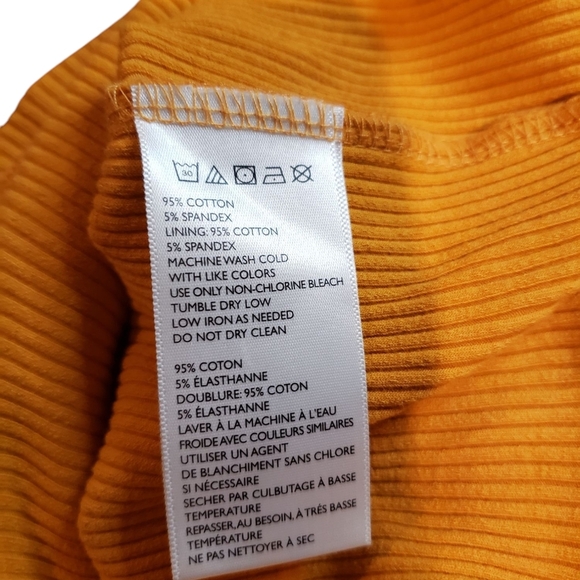 30
95% COTTON
5% SPANDEX
LINING: 95% COTTON
5% SPANDEX
MACHINE WASH COLD
WITH LIKE COLORS
USE ONLY NON-CHLORINE BLEACH
TUMBLE DRY LOW
LOW IRON AS NEEDED
DO NOT DRY CLEAN
95% COTON
5% ÉLASTHANNE
DOUBLURE: 95% COTON
5% ÉLASTHANNE
LAVER À LA MACHINE À L'EAU
FROIDE AVEC COULEURS SIMILAIRES
UTILISER UN AGENT
DE BLANCHIMENT SANS CHLORE
SI NÉCESSAIRE
SECHER PAR CULBUTAGE À BASSE
TEMPERATURE
REPASSER, AU BESOIN, À TRÈS BASSE
TEMPÉRATURE
NE PAS NETTOYER À SEC